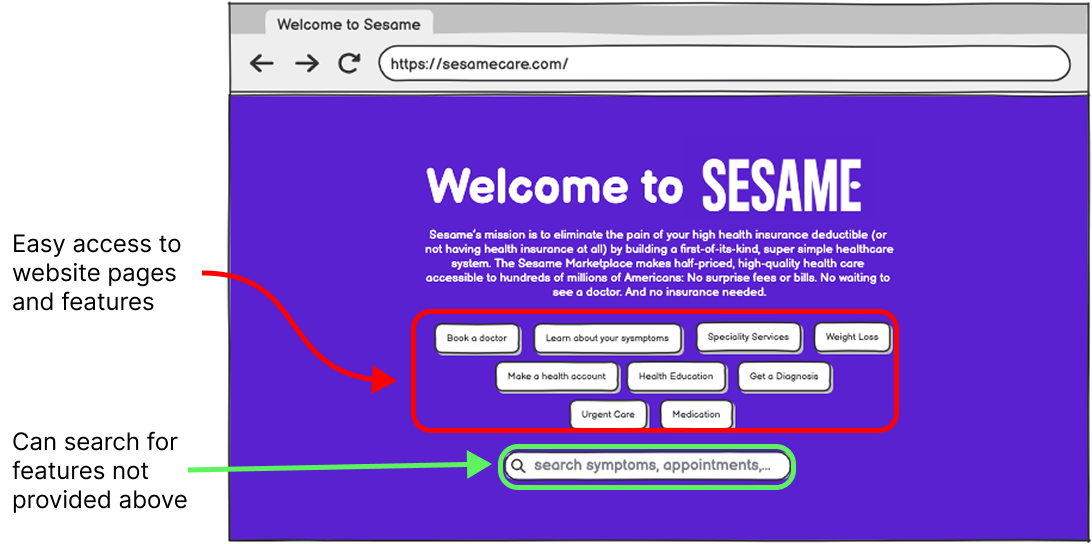 Welcome to Sesame
https://sesamecare.com/
Welcome to SESAME
Sesame's mission is to eliminate the pain of your high health insurance deductible (or
not having health insurance at all) by building a first-of-its-kind, super simple healthcare
system. The Sesame Marketplace makes half-priced, high-quality health care
accessible to hundreds of millions of Americans: No surprise fees or bills. No waiting to
see a doctor. And no insurance needed.
Easy access to
website pages
and features
Book a doctor
Learn about your sysmptoms
Speciality Services
Weight Loss
Make a health account
Health Education
Get a Diagnosis
Urgent Care
Medication
Can search for
features not
provided above
search symptoms, appointments,...